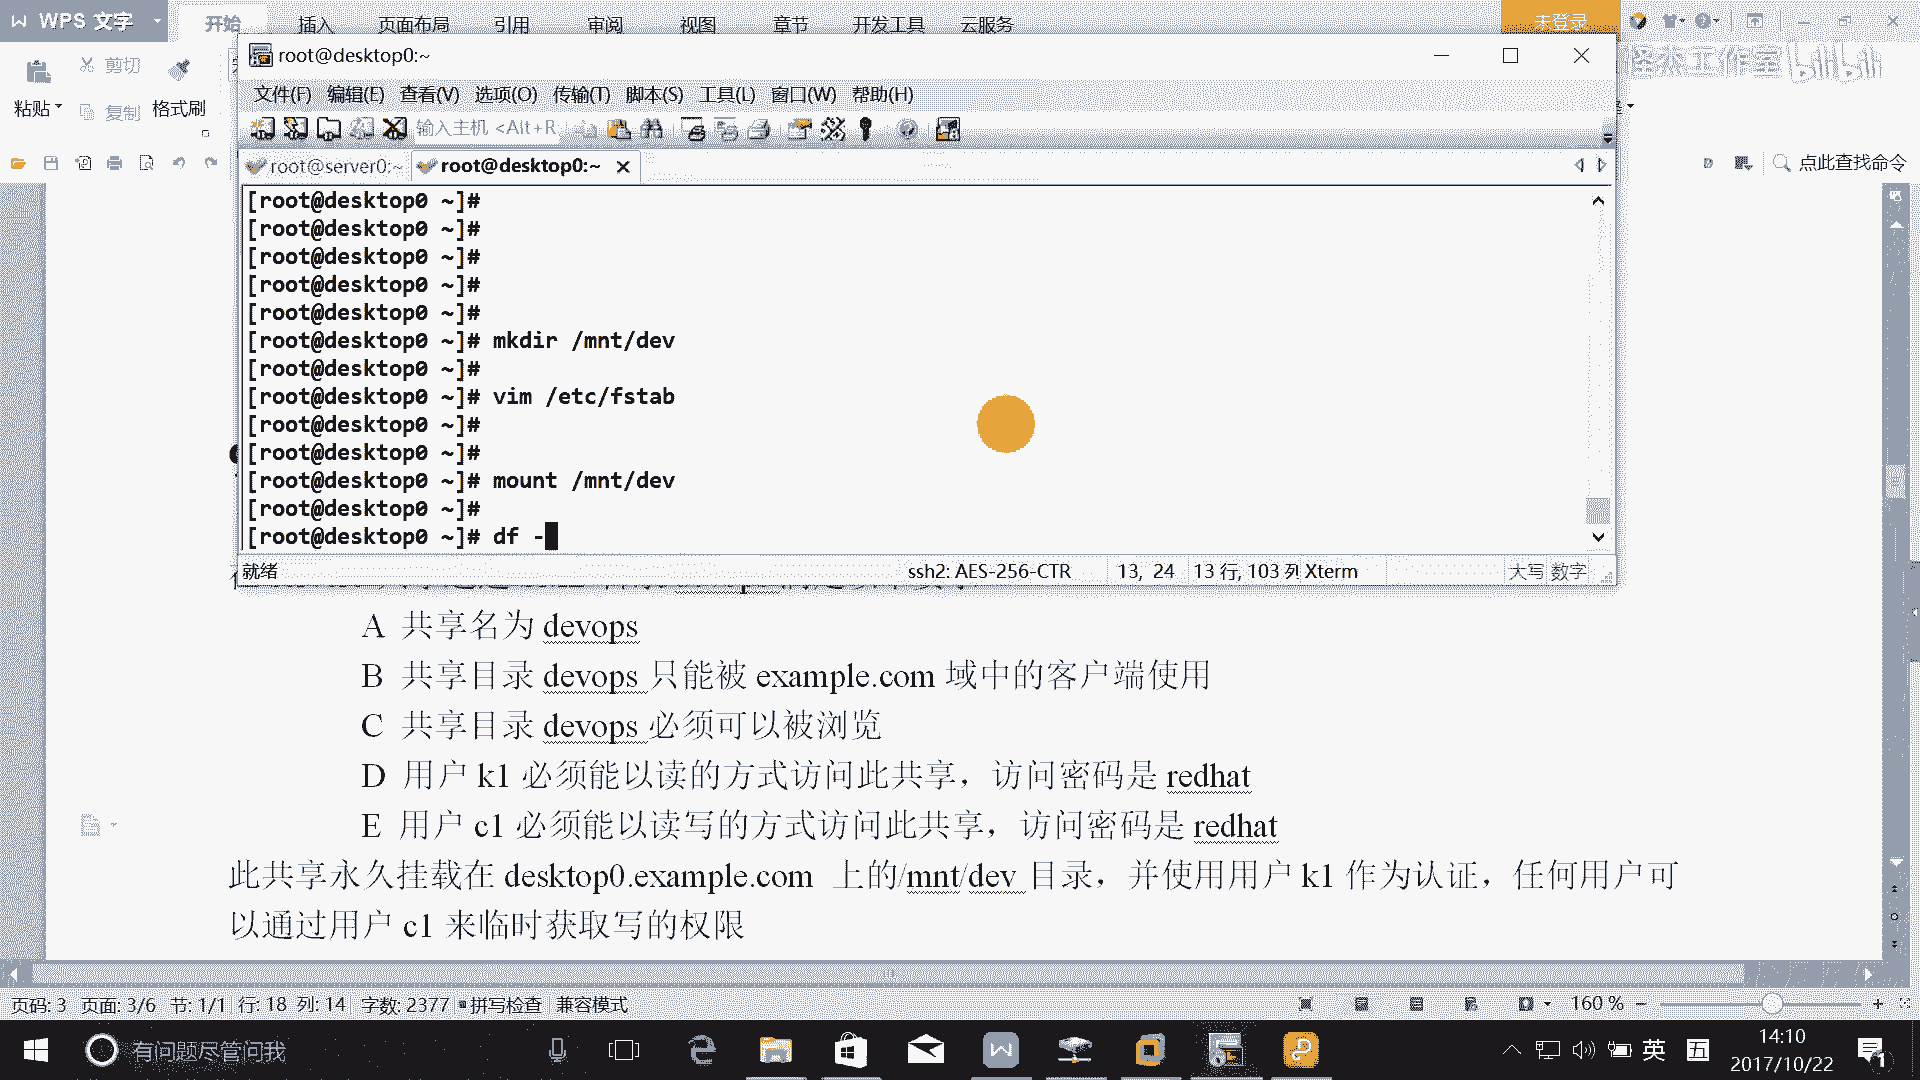 WPS 文字
开始 插入 页面布局 引用 审阅 视图 章节 开发工具 云服务 未登录
剪切
粘贴 复制 格式刷
点此查找命令
root@desktop0:~
文件(F) 编辑(E) 查看(V) 选项(O) 传输(T) 脚本(S) 工具(L) 窗口(W) 帮助(H)
输入主机 <Alt+R
root@server0:~ root@desktop0:~
[root@desktop0 ~]#
[root@desktop0 ~]#
[root@desktop0 ~]#
[root@desktop0 ~]#
[root@desktop0 ~]#
[root@desktop0 ~]# mkdir /mnt/dev
[root@desktop0 ~]#
[root@desktop0 ~]# vim /etc/fstab
[root@desktop0 ~]#
[root@desktop0 ~]#
[root@desktop0 ~]# mount /mnt/dev
[root@desktop0 ~]#
[root@desktop0 ~]# df -
就绪 ssh2: AES-256-CTR 13, 24 13 行, 103 列 Xterm 大写 数字
A 共享名为 devops
B 共享目录 devops 只能被 example.com 域中的客户端使用
C 共享目录 devops 必须可以被浏览
D 用户 k1 必须能以读的方式访问此共享，访问密码是 redhat
E 用户 c1 必须能以读写的方式访问此共享，访问密码是 redhat
此共享永久挂载在 desktop0.example.com 上的/mnt/dev 目录，并使用用户 k1 作为认证，任何用户可
以通过用户 c1 来临时获取写的权限
页码: 3 页面: 3/6 节: 1/1 行: 18 列: 14 字数: 2377 拼写检查 兼容模式 160 %
有问题尽管问我
英 五
14:10
2017/10/22